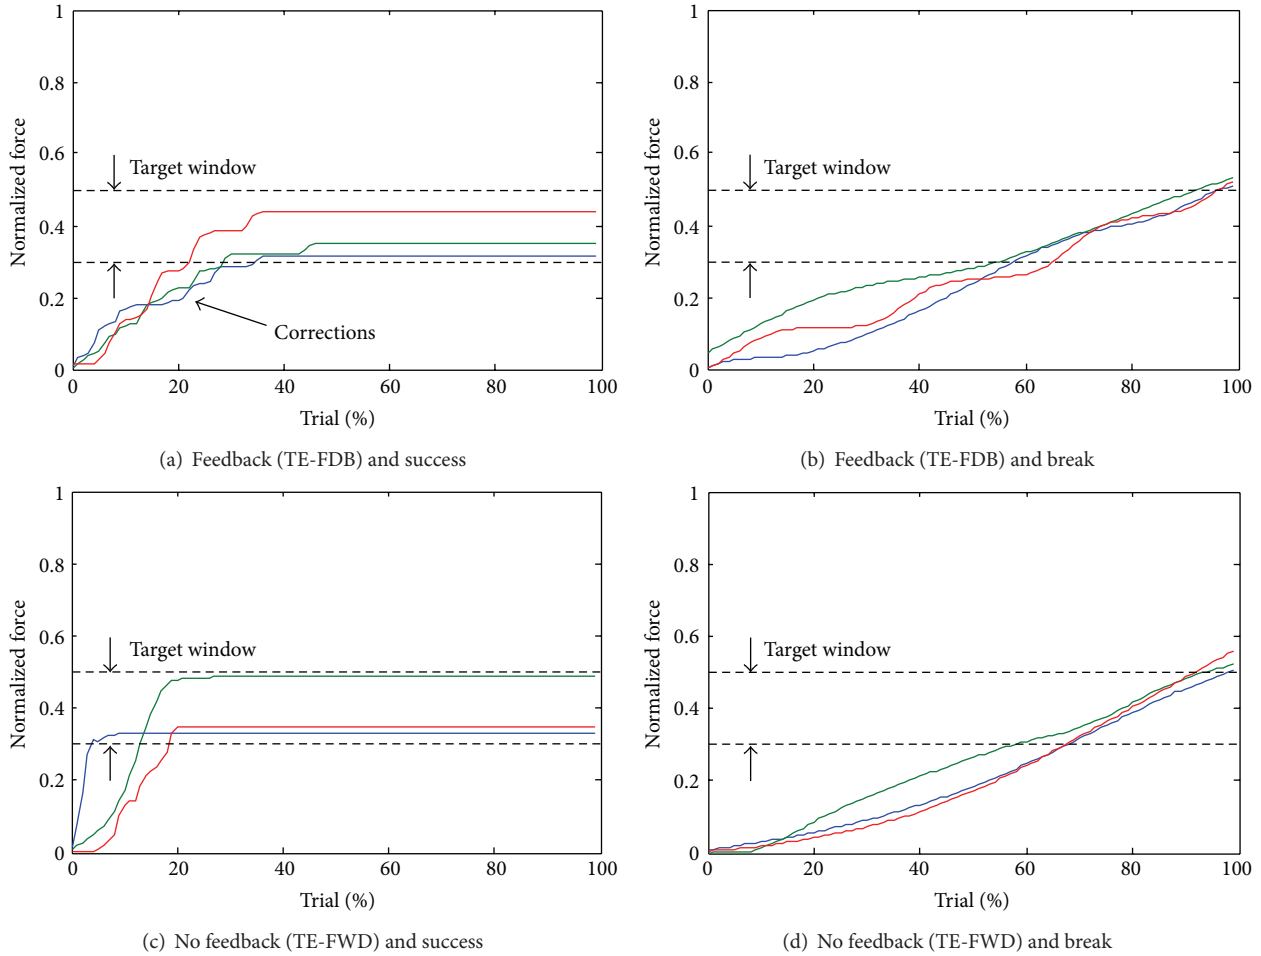 1
0.8
0.6
0.4
0.2
0
Normalized force
Target window
Corrections
0 20 40 60 80 100
Trial (%)
(a) Feedback (TE-FDB) and success
1
0.8
0.6
0.4
0.2
0
Normalized force
Target window
0 20 40 60 80 100
Trial (%)
(b) Feedback (TE-FDB) and break
1
0.8
0.6
0.4
0.2
0
Normalized force
Target window
0 20 40 60 80 100
Trial (%)
(c) No feedback (TE-FWD) and success
1
0.8
0.6
0.4
0.2
0
Normalized force
Target window
0 20 40 60 80 100
Trial (%)
(d) No feedback (TE-FWD) and break